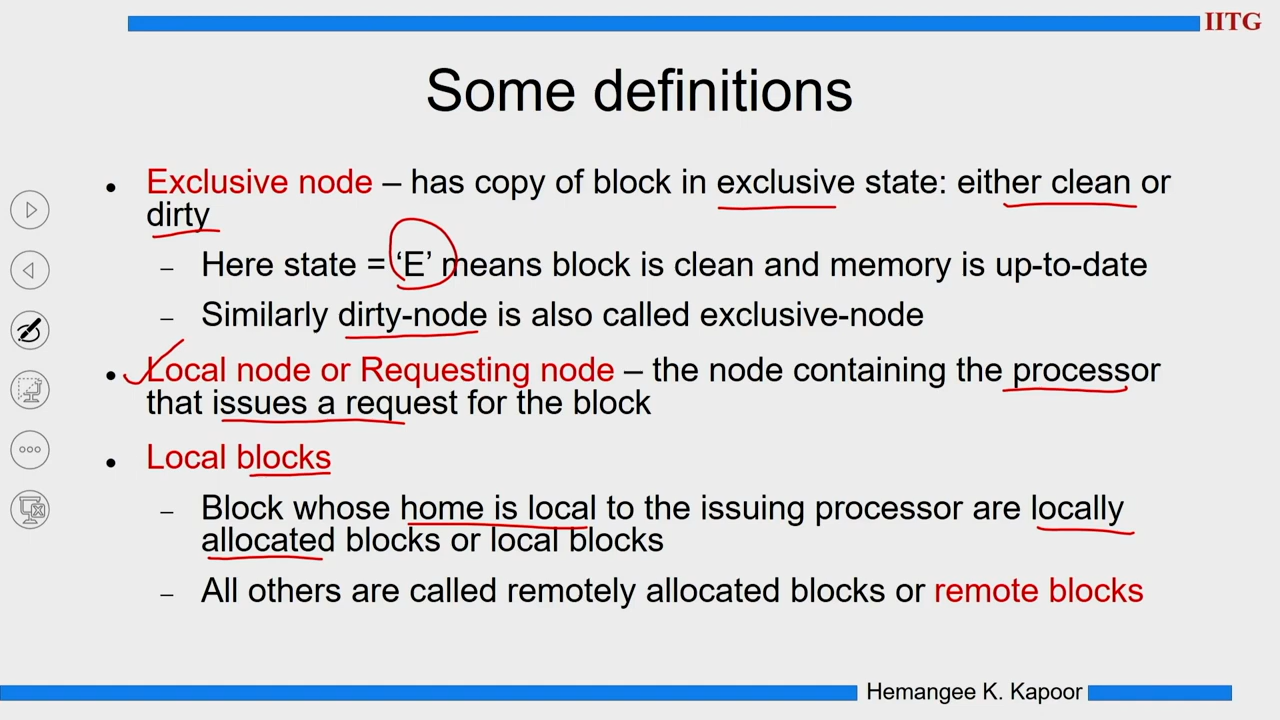 IITG
Some definitions
• Exclusive node – has copy of block in exclusive state: either clean or
dirty
– Here state = ‘E’ means block is clean and memory is up-to-date
– Similarly dirty-node is also called exclusive-node
• Local node or Requesting node – the node containing the processor
that issues a request for the block
• Local blocks
– Block whose home is local to the issuing processor are locally
allocated blocks or local blocks
– All others are called remotely allocated blocks or remote blocks
Hemangee K. Kapoor